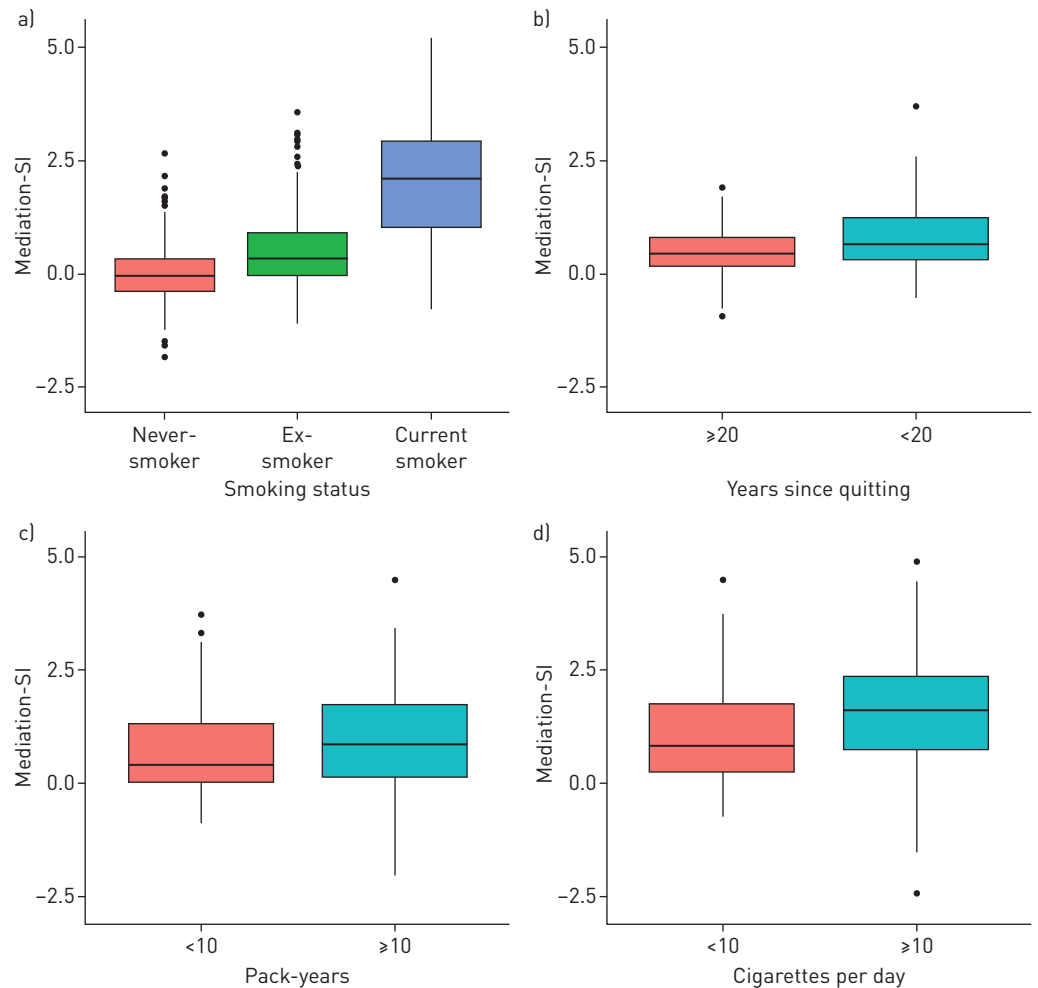 a)
Mediation-SI
5.0
2.5
0.0
−2.5
Never-
smoker
Ex-
smoker
Current
smoker
Smoking status
b)
Mediation-SI
5.0
2.5
0.0
−2.5
⩾20
<20
Years since quitting
c)
Mediation-SI
5.0
2.5
0.0
−2.5
<10
⩾10
Pack-years
d)
Mediation-SI
5.0
2.5
0.0
−2.5
<10
⩾10
Cigarettes per day